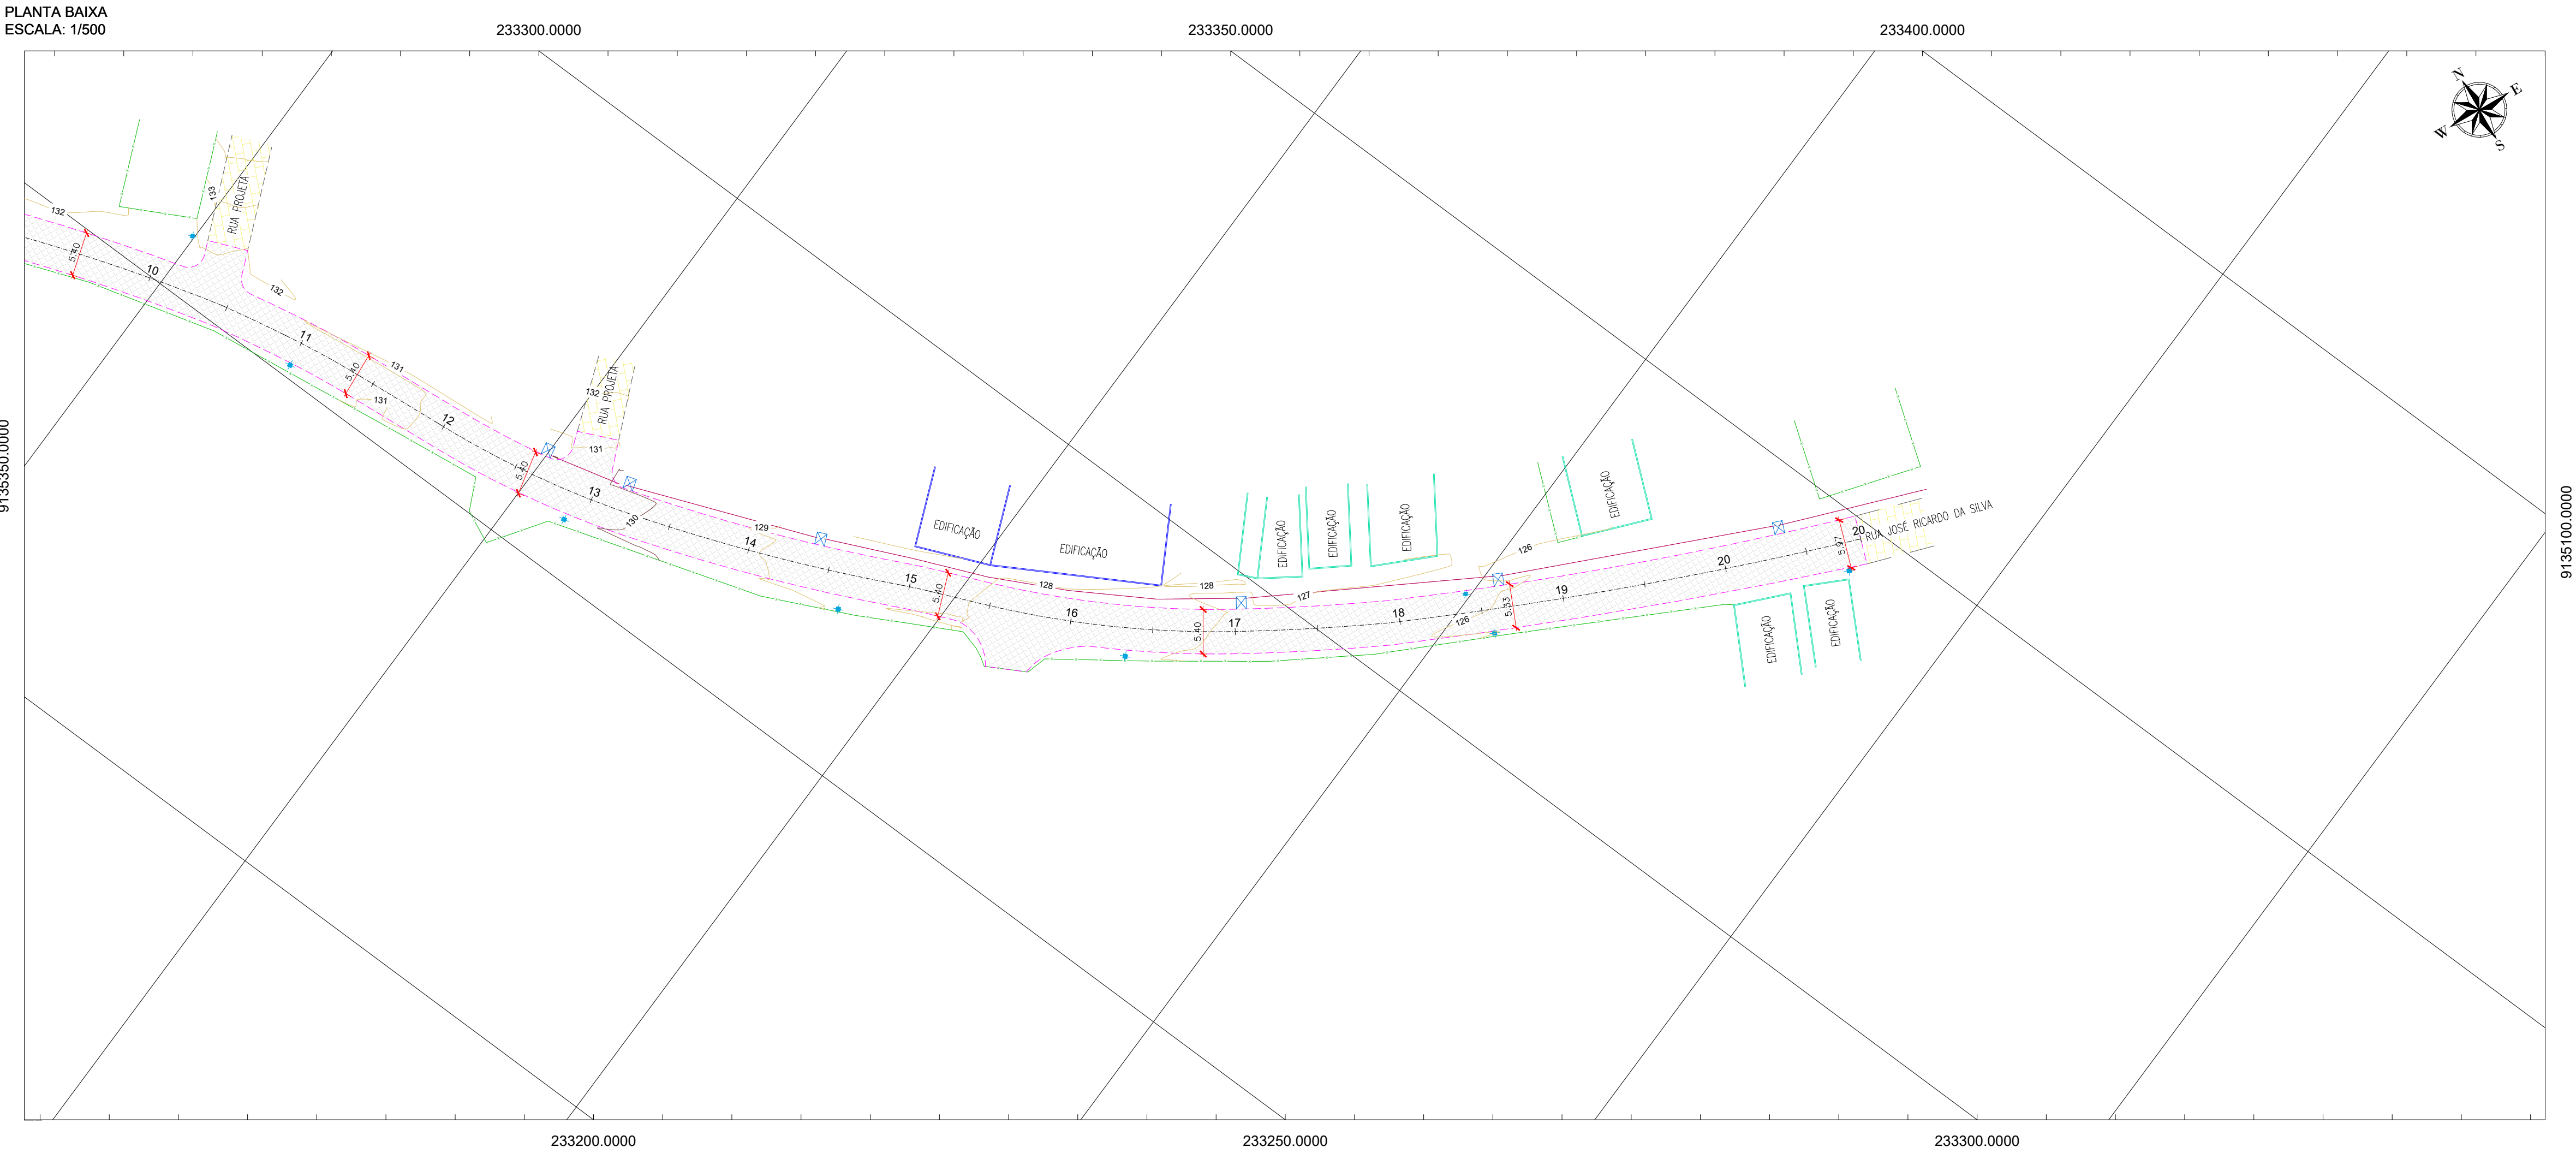 PLANTA BAIXA
ESCALA: 1/500
233300.0000
233350.0000
233400.0000
N
E
W
S
133
RUA PROJETA
132
5.40
10
132
11
131
5.40
131
12
132
RUA PROJETA
131
5.40
13
130
129
14
EDIFICAÇÃO
EDIFICAÇÃO
15
5.40
128
16
128
127
EDIFICAÇÃO
EDIFICAÇÃO
EDIFICAÇÃO
17
5.40
18
126
5.33
19
126
EDIFICAÇÃO
20
5.97
20
RUA JOSÉ RICARDO DA SILVA
EDIFICAÇÃO
EDIFICAÇÃO
9135350.0000
9135100.0000
233200.0000
233250.0000
233300.0000